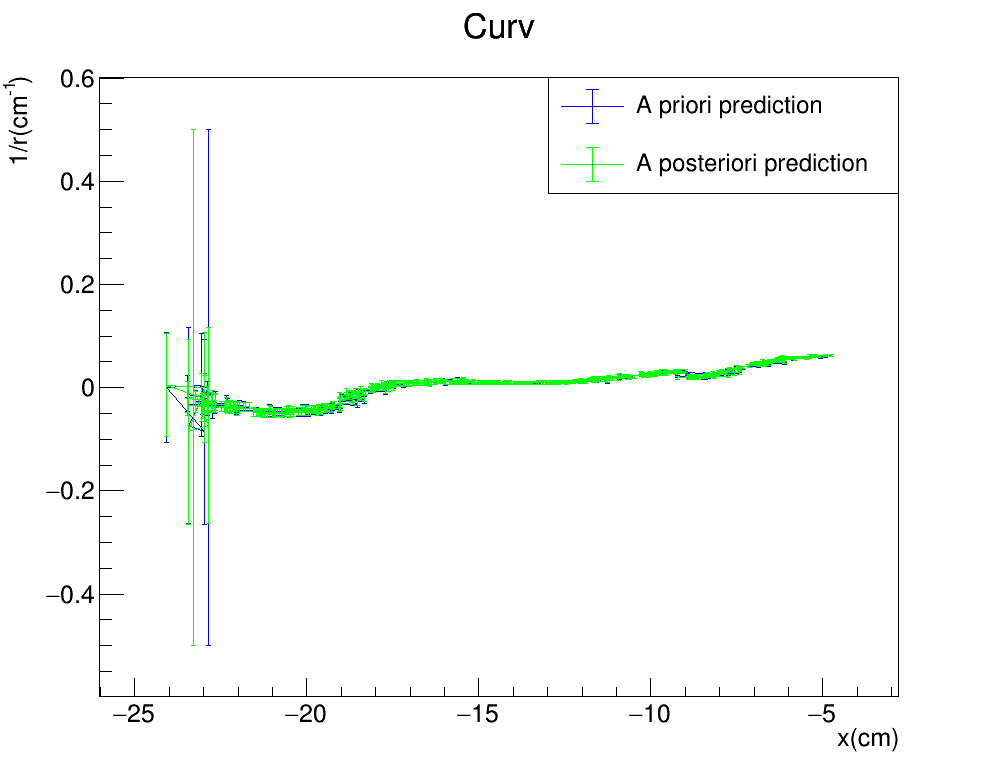 Curv
1/r(cm-1)
A priori prediction
A posteriori prediction
0.6
0.4
0.2
0
−0.2
−0.4
−25 −20 −15 −10 −5
x(cm)